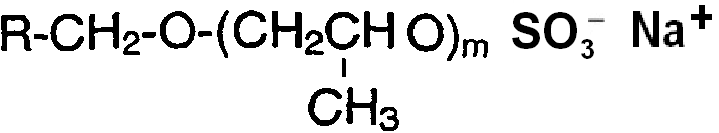 R-CH₂-O-(CH₂CH O)ₘ SO₃⁻ Na⁺
CH₃